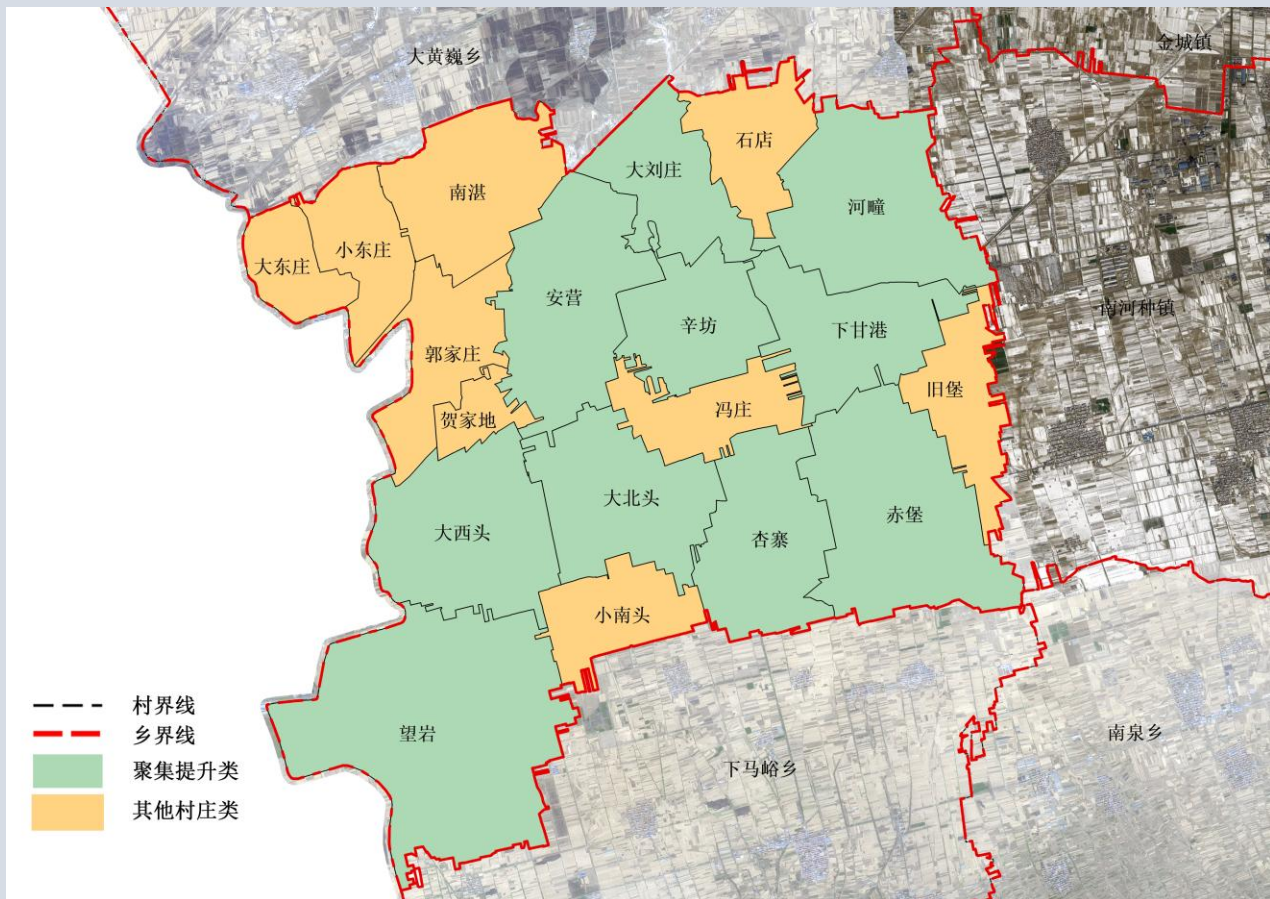 大黄巍乡
金城镇
石店
大刘庄
南湛
河疃
小东庄
大东庄
安营
南河种镇
辛坊
下甘港
郭家庄
旧堡
冯庄
贺家地
大北头
赤堡
大西头
杏寨
小南头
村界线
乡界线
望岩
南泉乡
聚集提升类
下马峪乡
其他村庄类